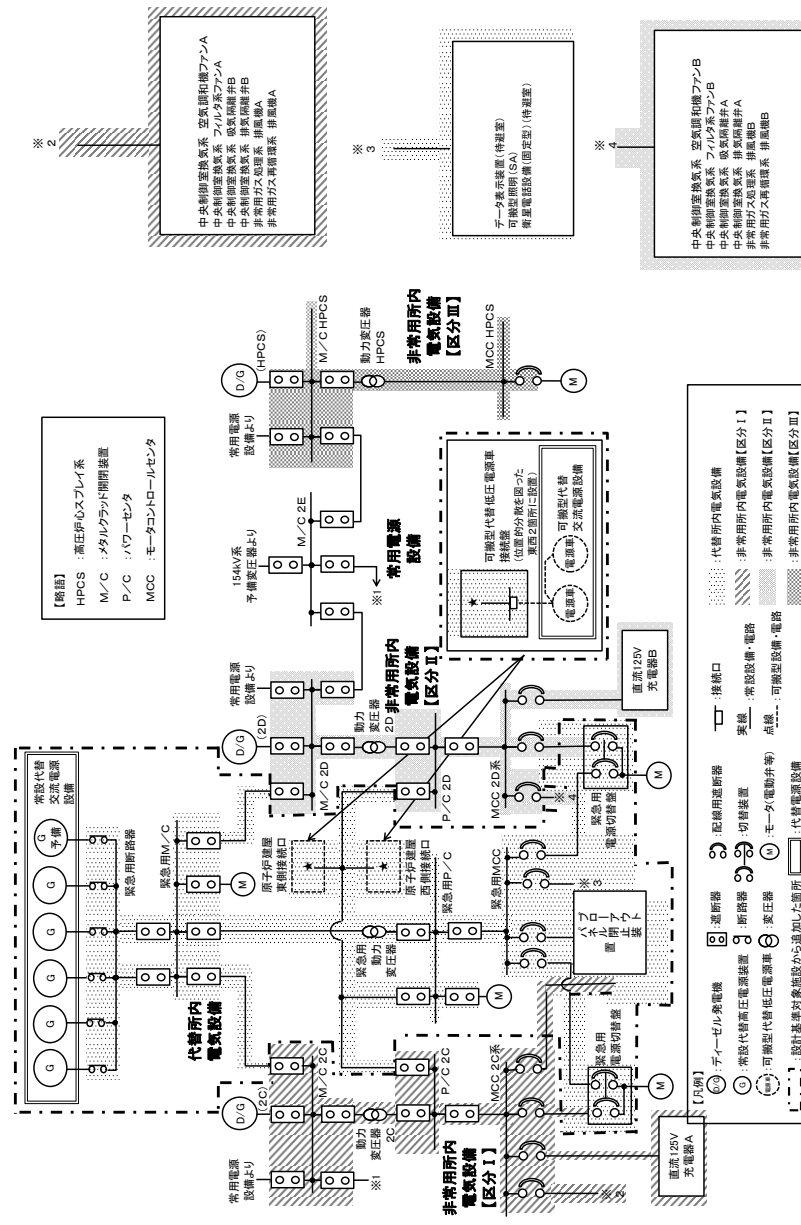 常設代替
交流電源
設備
G
G
G
G
G
G
予備
緊急用断路器
緊急用M/C
代替所内
電気設備
M
【略語】
HPCS :高圧炉心スプレイ系
M/C :メタルクラッド開閉装置
P/C :パワーセンタ
MCC :モータコントロールセンタ
常用電源
設備より
D/G
(2C)
M/C 2C
※1
動力
変圧器
2C
P/C 2C
非常用所内
電気設備
【区分Ⅰ】
MCC 2C系
※2
直流125V
充電器A
緊急用
電源切替盤
M
緊急用
動力
変圧器
緊急用P/C
M
緊急用MCC
※3
ブローアウト
パネル閉止装
置
原子炉建屋
東側接続口
★
原子炉建屋
西側接続口
★
D/G
(2D)
常用電源
設備より
M/C 2D
動力
変圧器
2D
P/C 2D
非常用所内
電気設備
【区分Ⅱ】
MCC 2D系
※4
緊急用
電源切替盤
M
直流125V
充電器B
154kV系
予備変圧器より
M/C 2E
※1
常用電源
設備
可搬型代替低圧電源車
接続盤
(位置的分散を図った
東西2箇所に設置)
★
電源車
電源車
可搬型代替
交流電源設備
常用電源
設備より
D/G
(HPCS)
M/C HPCS
動力変圧器
HPCS
非常用所内
電気設備
【区分Ⅲ】
MCC HPCS
M
※2
中央制御室換気系 空気調和機ファンA
中央制御室換気系 フィルタ系ファンA
中央制御室換気系 吸気隔離弁B
中央制御室換気系 排気隔離弁B
非常用ガス処理系 排風機A
非常用ガス再循環系 排風機A
※3
データ表示装置(待避室)
可搬型照明(SA)
衛星電話設備(固定型)(待避室)
※4
中央制御室換気系 空気調和機ファンB
中央制御室換気系 フィルタ系ファンB
中央制御室換気系 吸気隔離弁A
中央制御室換気系 排気隔離弁A
非常用ガス処理系 排風機B
非常用ガス再循環系 排風機B
【凡例】
D/G :ディーゼル発電機
G :常設代替高圧電源装置
電源車 :可搬型代替低圧電源車
:設計基準対象施設から追加した箇所
:遮断器
:断路器
:変圧器
:配線用遮断器
:切替装置
M :モータ(電動弁等)
:代替電源設備
:接続口
実線 :常設設備・電路
点線 :可搬型設備・電路
:代替所内電気設備
:非常用所内電気設備【区分Ⅰ】
:非常用所内電気設備【区分Ⅱ】
:非常用所内電気設備【区分Ⅲ】